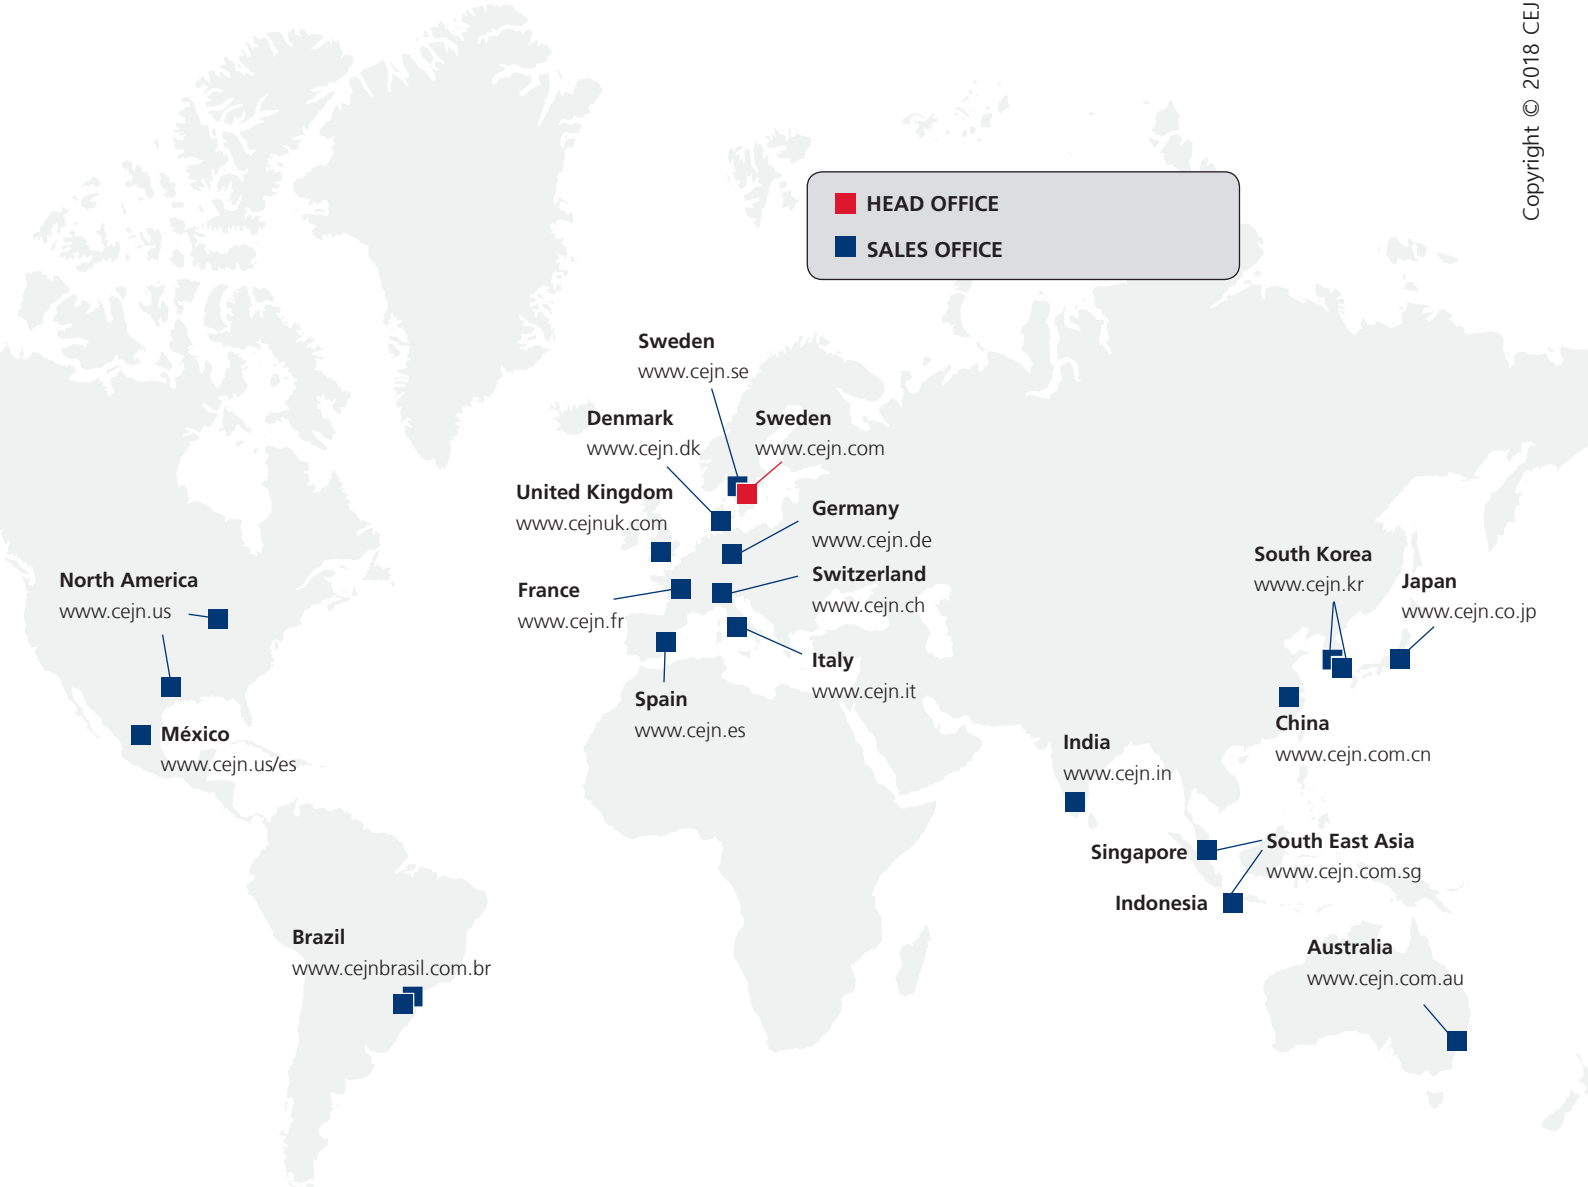 Copyright © 2018 CEJ
HEAD OFFICE
SALES OFFICE
Sweden
www.cejn.se
Denmark
www.cejn.dk
Sweden
www.cejn.com
United Kingdom
www.cejnuk.com
Germany
www.cejn.de
Switzerland
www.cejn.ch
France
www.cejn.fr
Italy
www.cejn.it
Spain
www.cejn.es
North America
www.cejn.us
México
www.cejn.us/es
Brazil
www.cejnbrasil.com.br
South Korea
www.cejn.kr
Japan
www.cejn.co.jp
China
www.cejn.com.cn
India
www.cejn.in
Singapore
South East Asia
www.cejn.com.sg
Indonesia
Australia
www.cejn.com.au